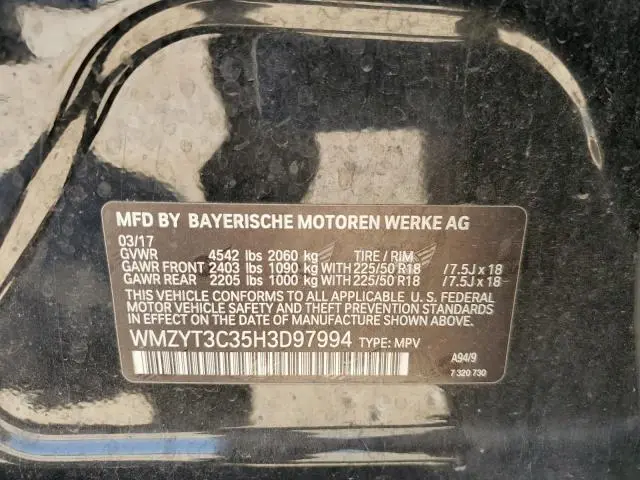 MFD BY BAYERISCHE MOTOREN WERKE AG
03/17
GVWR 4542 lbs 2060 kg TIRE / RIM
GAWR FRONT 2403 lbs 1090 kg WITH 225/50 R18 /7.5J x 18
GAWR REAR 2205 lbs 1000 kg WITH 225/50 R18 /7.5J x 18
THIS VEHICLE CONFORMS TO ALL APPLICABLE U. S. FEDERAL
MOTOR VEHICLE SAFETY AND THEFT PREVENTION STANDARDS
IN EFFECT ON THE DATE OF MANUFACTURE SHOWN ABOVE.
WMZYT3C35H3D97994 TYPE: MPV
A94/9
7 320 730